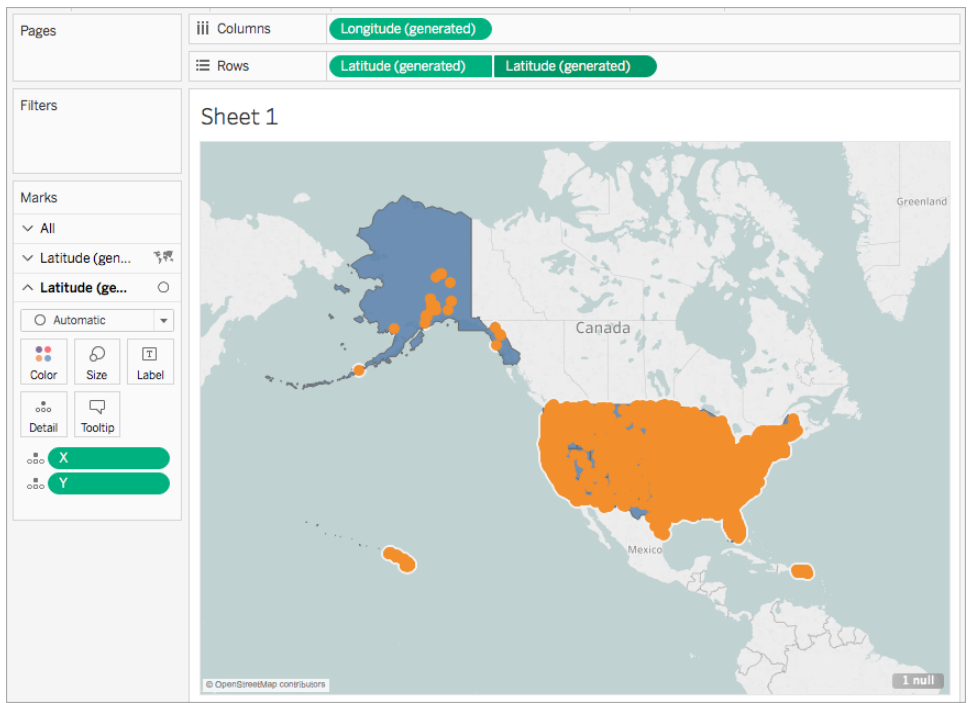 Pages
Columns
Longitude (generated)
Rows
Latitude (generated)
Latitude (generated)
Filters
Sheet 1
Marks
All
Latitude (gen...
Latitude (ge...
Automatic
Color
Size
T
Label
Detail
Tooltip
X
Y
Greenland
Canada
Mexico
© OpenStreetMap contributors
1 null